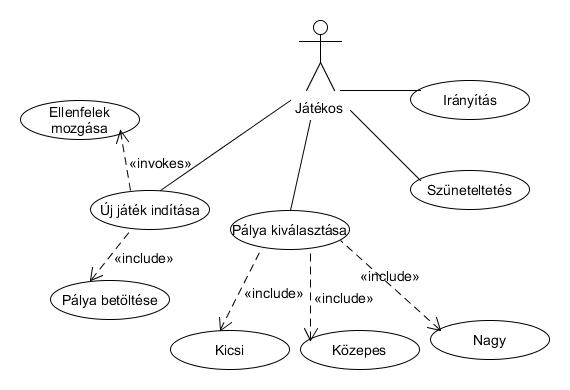 Játékos
Irányítás
Ellenfelek
mozgása
«invokes»
Szüneteltetés
Új játék indítása
Pálya kiválasztása
«include»
«include»
«include»
«include»
Pálya betöltése
Kicsi
Közepes
Nagy